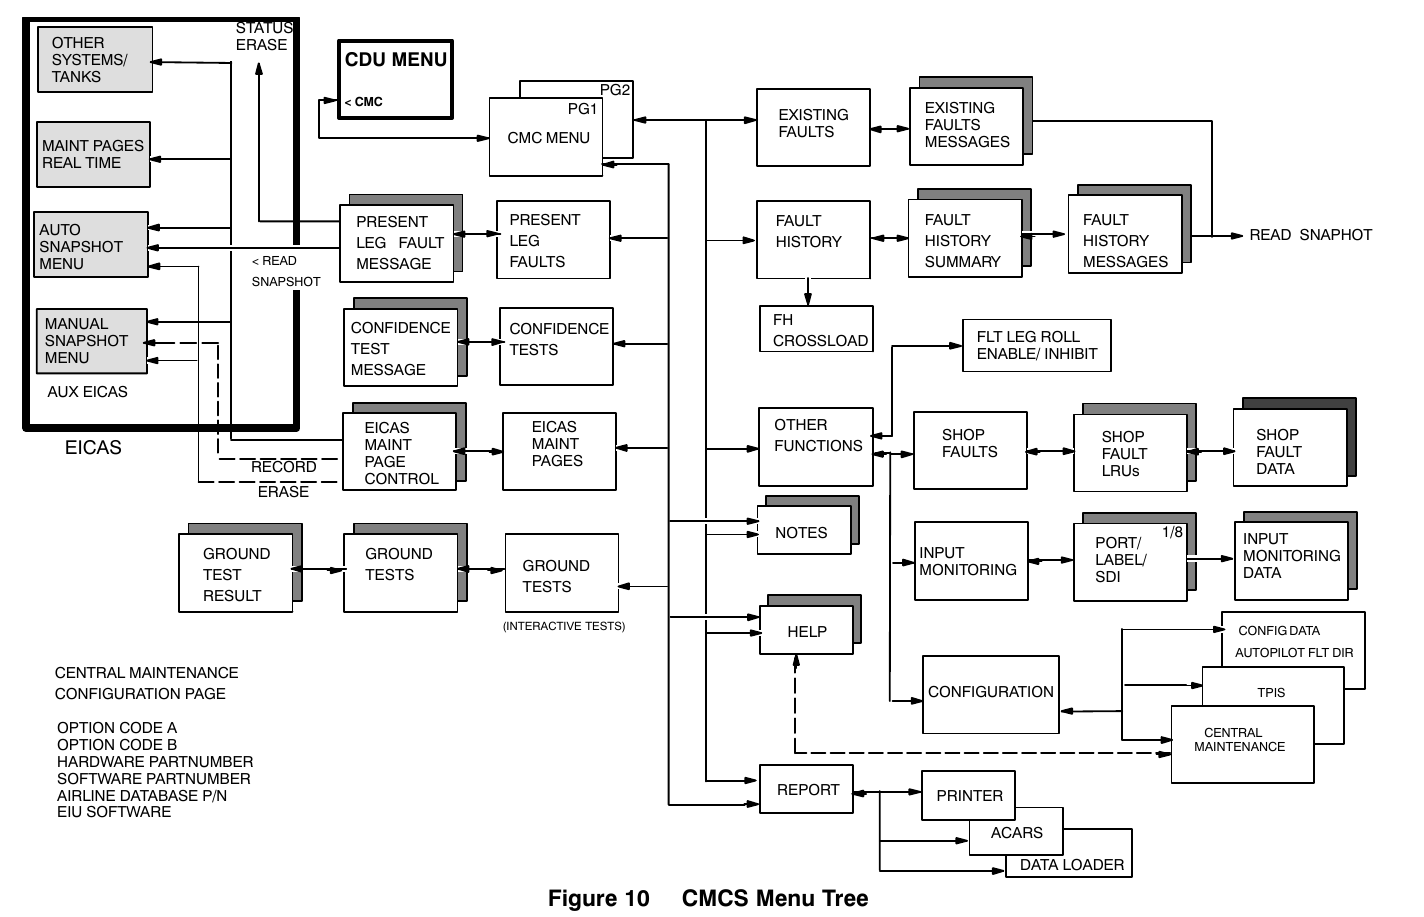 STATUS
ERASE
OTHER
SYSTEMS/
TANKS
MAINT PAGES
REAL TIME
AUTO
SNAPSHOT
MENU
MANUAL
SNAPSHOT
MENU
AUX EICAS
EICAS
< READ
SNAPSHOT
RECORD
ERASE
CDU MENU
< CMC
PG2
PG1
CMC MENU
PRESENT
LEG FAULT
MESSAGE
PRESENT
LEG
FAULTS
CONFIDENCE
TEST
MESSAGE
CONFIDENCE
TESTS
EICAS
MAINT
PAGE
CONTROL
EICAS
MAINT
PAGES
GROUND
TEST
RESULT
GROUND
TESTS
GROUND
TESTS
(INTERACTIVE TESTS)
EXISTING
FAULTS
EXISTING
FAULTS
MESSAGES
FAULT
HISTORY
FAULT
HISTORY
SUMMARY
FAULT
HISTORY
MESSAGES
READ SNAPHOT
FH
CROSSLOAD
FLT LEG ROLL
ENABLE/ INHIBIT
OTHER
FUNCTIONS
SHOP
FAULTS
SHOP
FAULT
LRUs
SHOP
FAULT
DATA
NOTES
INPUT
MONITORING
1/8
PORT/
LABEL/
SDI
INPUT
MONITORING
DATA
HELP
CONFIGURATION
CONFIG DATA
AUTOPILOT FLT DIR
TPIS
CENTRAL
MAINTENANCE
REPORT
PRINTER
ACARS
DATA LOADER
CENTRAL MAINTENANCE
CONFIGURATION PAGE
OPTION CODE A
OPTION CODE B
HARDWARE PARTNUMBER
SOFTWARE PARTNUMBER
AIRLINE DATABASE P/N
EIU SOFTWARE
Figure 10 CMCS Menu Tree